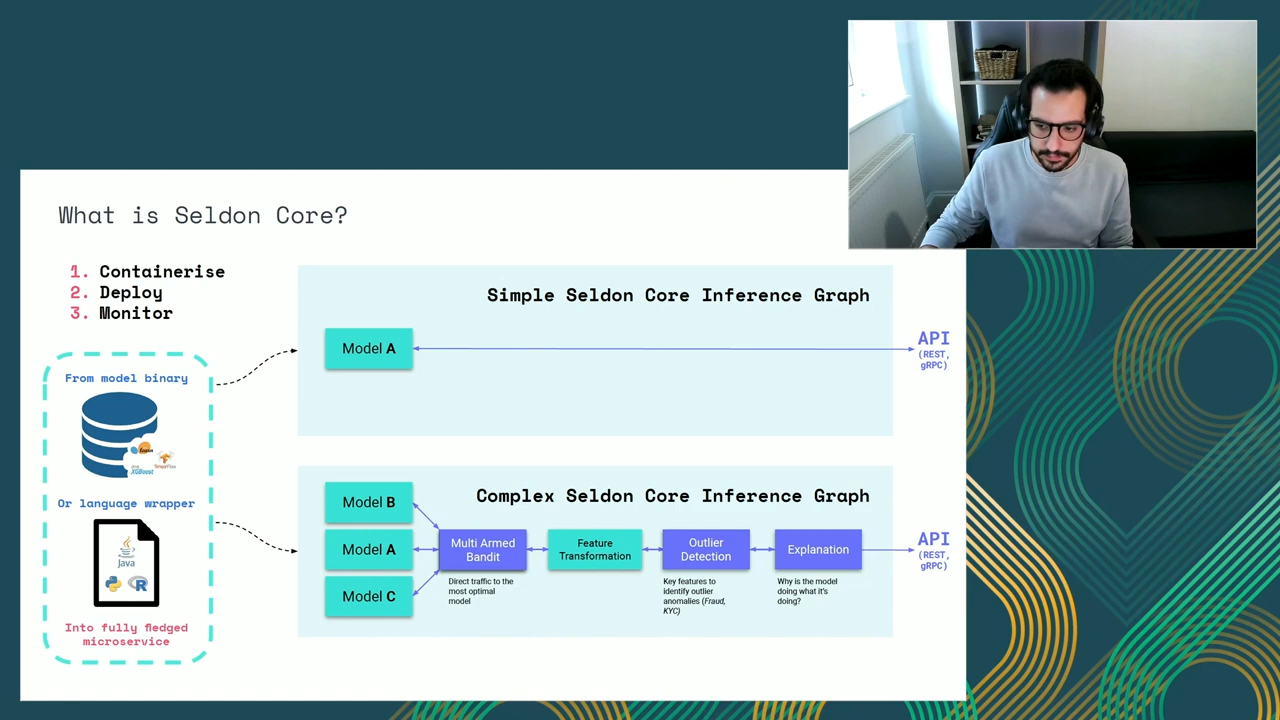 What is Seldon Core?
1. Containerise
2. Deploy
3. Monitor
From model binary
XGBoost
TensorFlow
Or language wrapper
Java
R
Into fully fledged
microservice
Simple Seldon Core Inference Graph
Model A
API
(REST,
gRPC)
Complex Seldon Core Inference Graph
Model B
Model A
Model C
Multi Armed
Bandit
Direct traffic to the
most optimal
model
Feature
Transformation
Outlier
Detection
Key features to
identify outlier
anomalies (Fraud,
KYC)
Explanation
Why is the model
doing what it's
doing?
API
(REST,
gRPC)